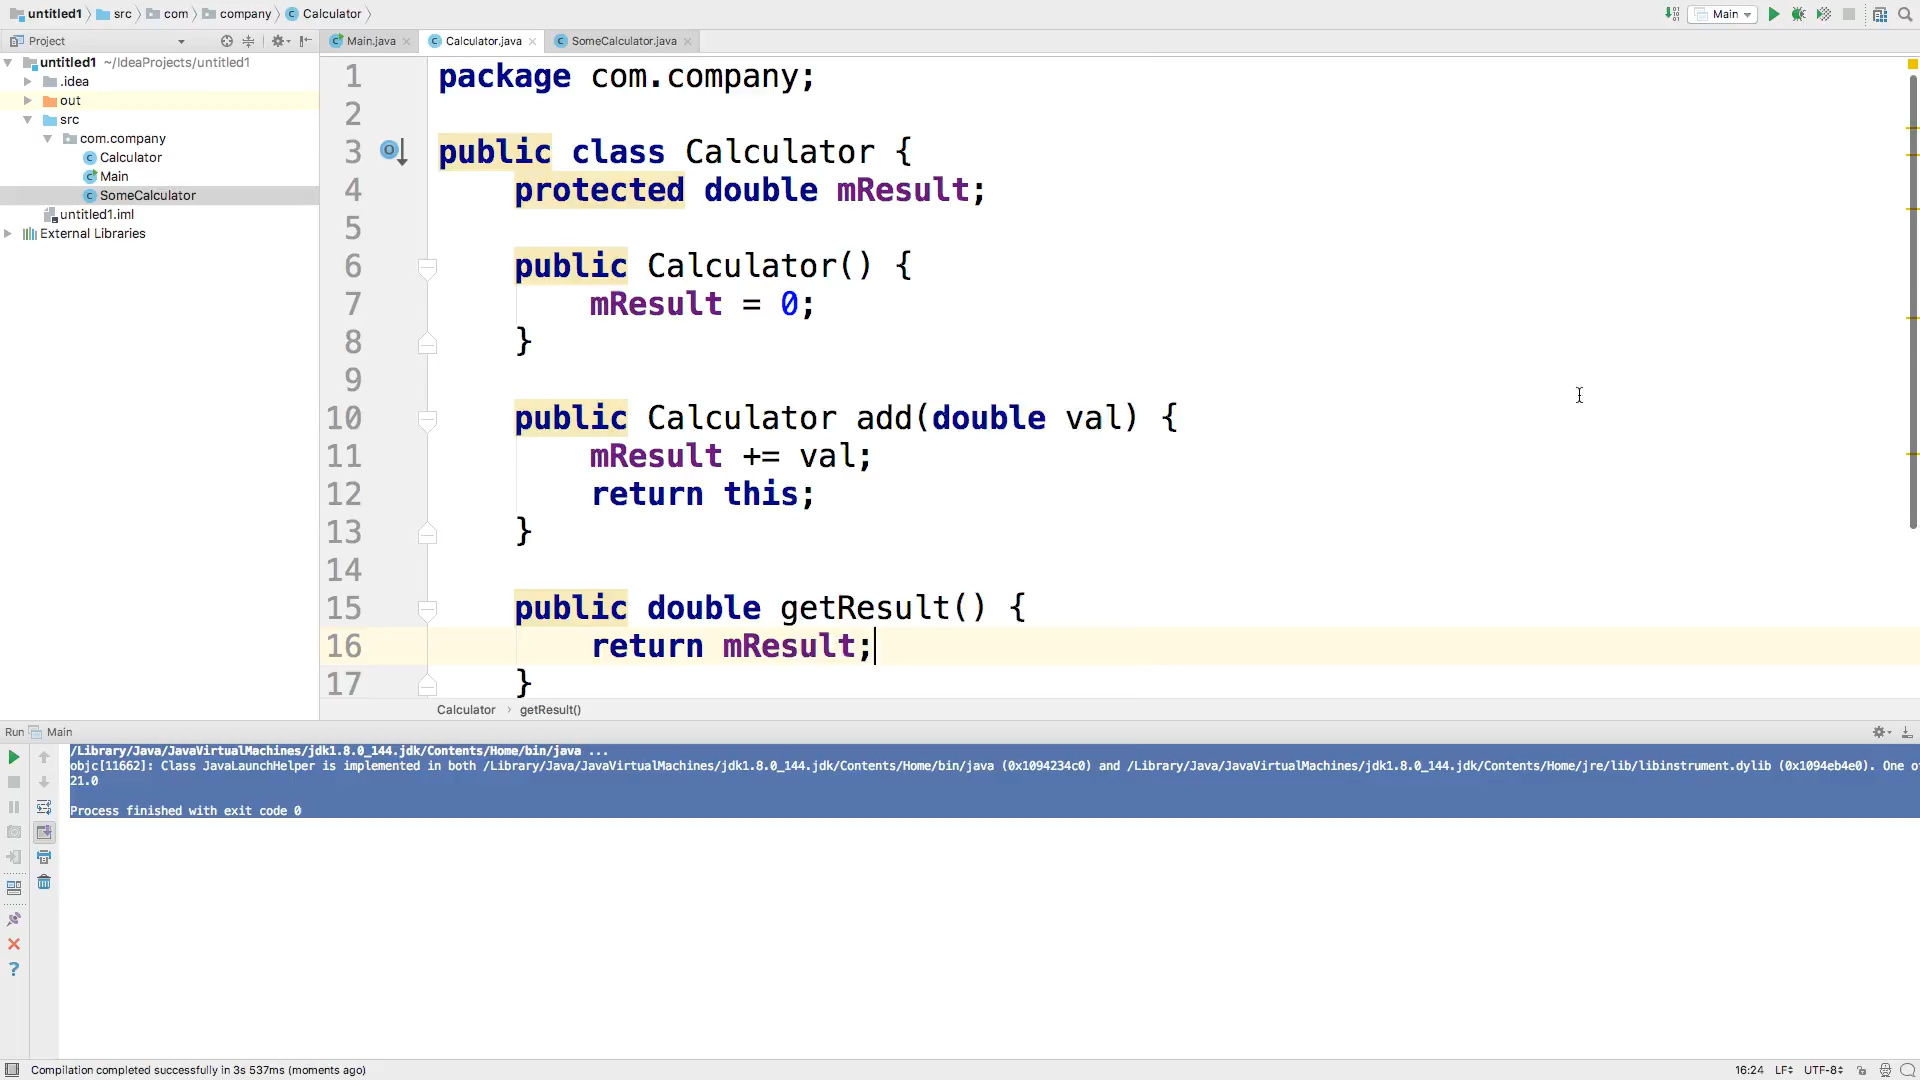 untitled1 src com company Calculator Main
Project Main.java Calculator.java SomeCalculator.java
untitled1 ~/IdeaProjects/untitled1
.idea
out
src
com.company
Calculator
Main
SomeCalculator
untitled1.iml
External Libraries
1 package com.company;
2
3 public class Calculator {
4 protected double mResult;
5
6 public Calculator() {
7 mResult = 0;
8 }
9
10 public Calculator add(double val) {
11 mResult += val;
12 return this;
13 }
14
15 public double getResult() {
16 return mResult;
17 }
Calculator › getResult()
Run Main
/Library/Java/JavaVirtualMachines/jdk1.8.0_144.jdk/Contents/Home/bin/java ...
objc[11662]: Class JavaLaunchHelper is implemented in both /Library/Java/JavaVirtualMachines/jdk1.8.0_144.jdk/Contents/Home/bin/java (0x1094234c0) and /Library/Java/JavaVirtualMachines/jdk1.8.0_144.jdk/Contents/Home/jre/lib/libinstrument.dylib (0x1094eb4e0). One o
21.0
Process finished with exit code 0
Compilation completed successfully in 3s 537ms (moments ago) 16:24 LF UTF-8